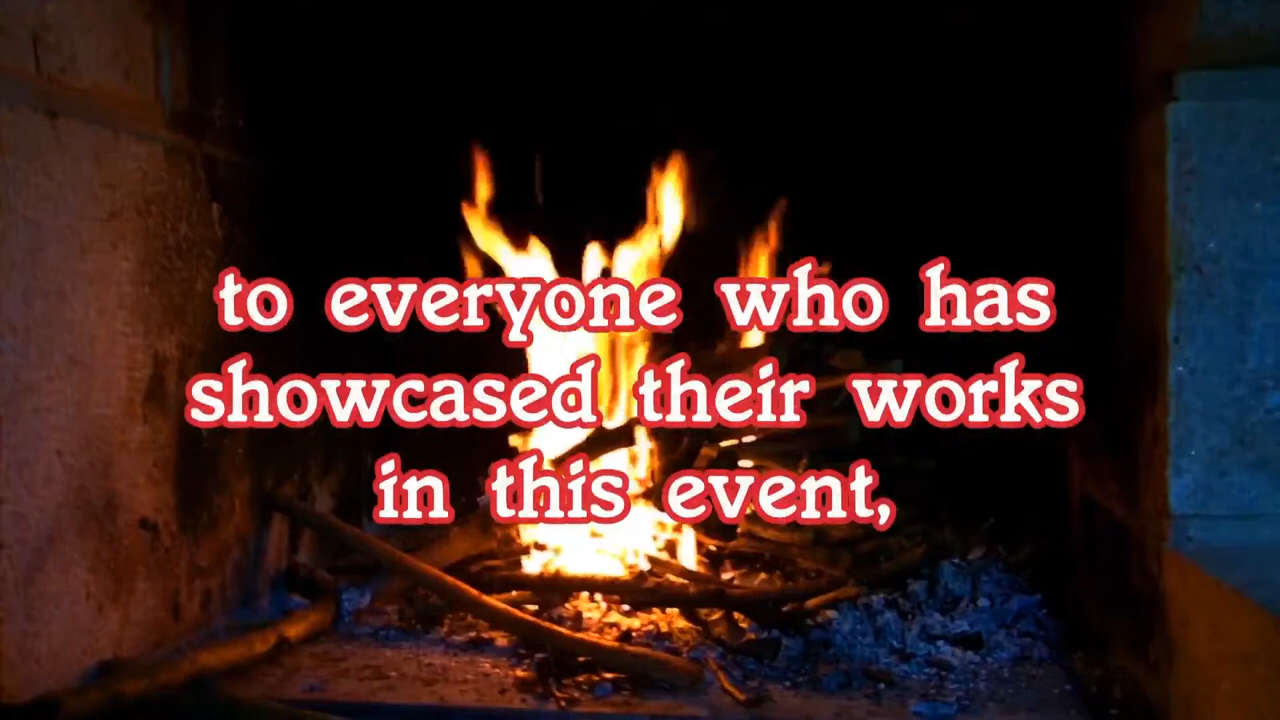 to everyone who has
showcased their works
in this event,